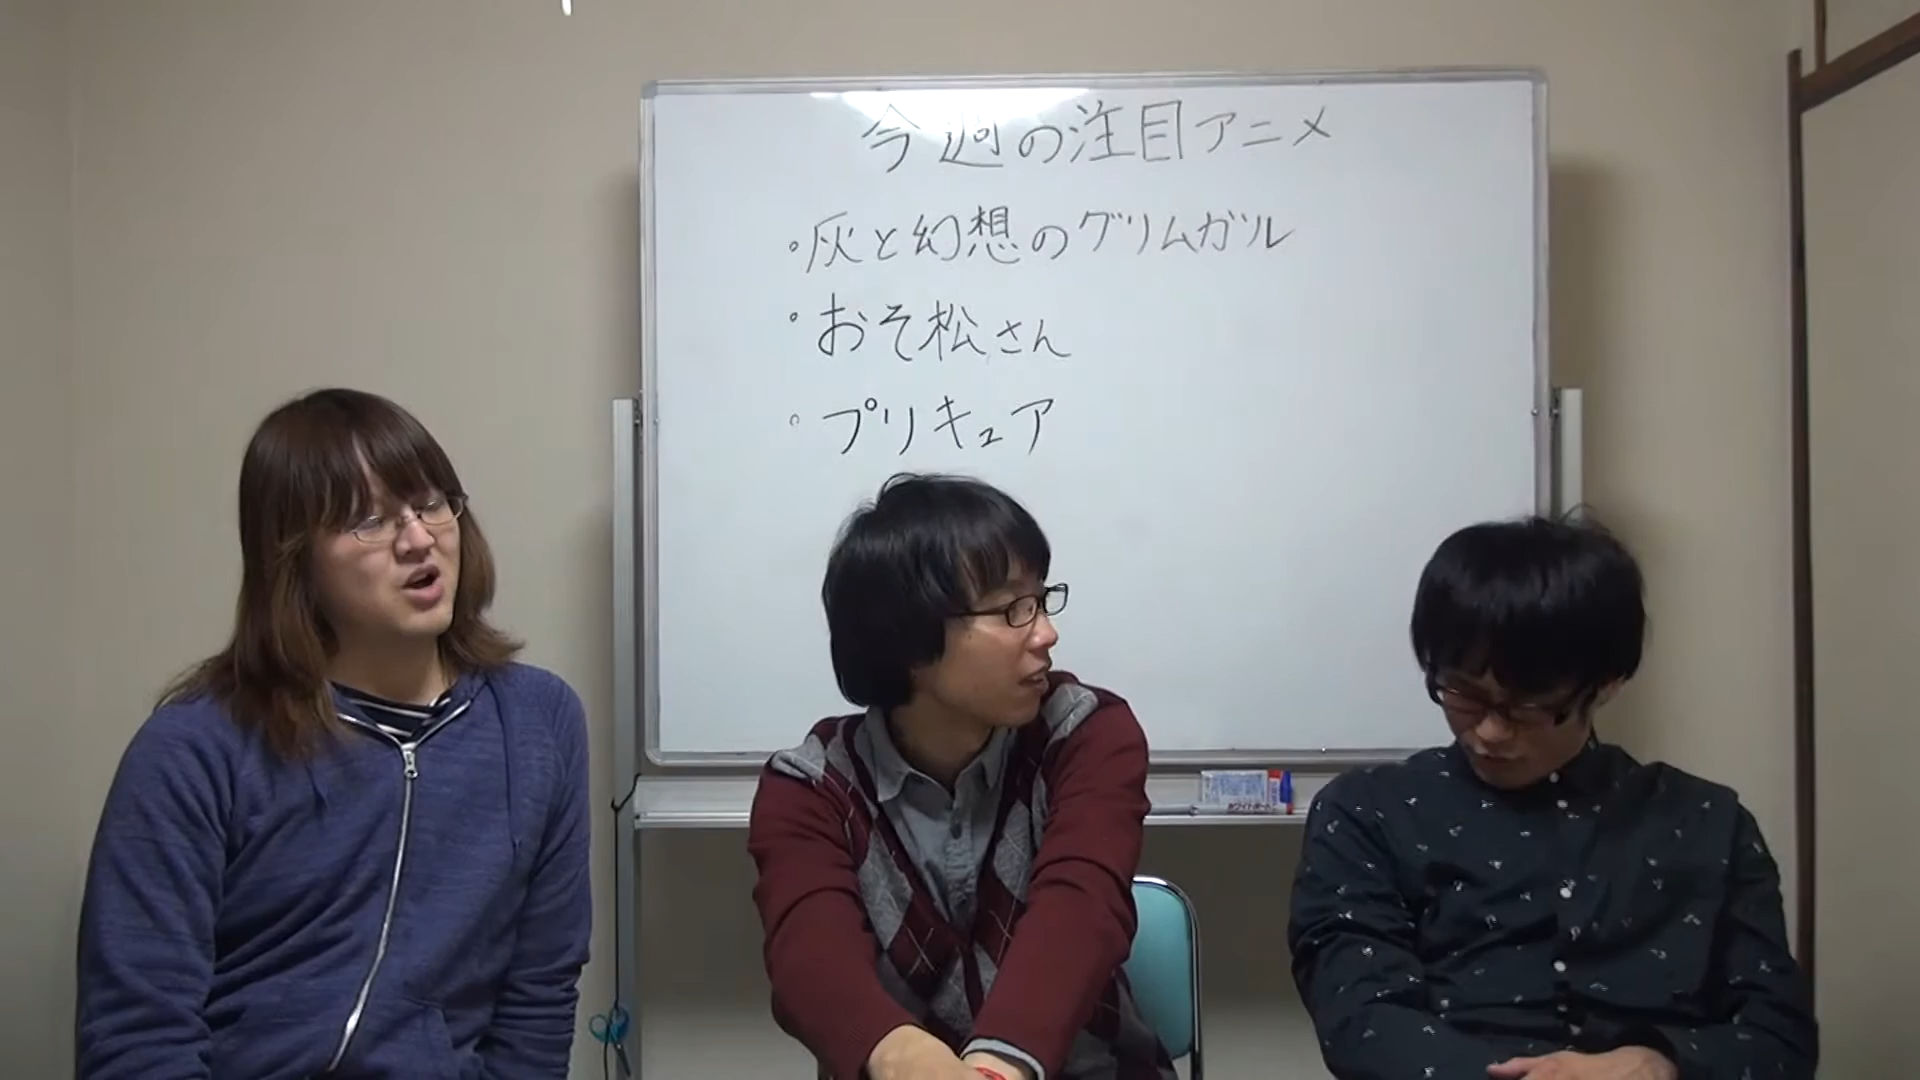 今週の注目アニメ
・灰と幻想のグリムガル
・おそ松さん
・プリキュア